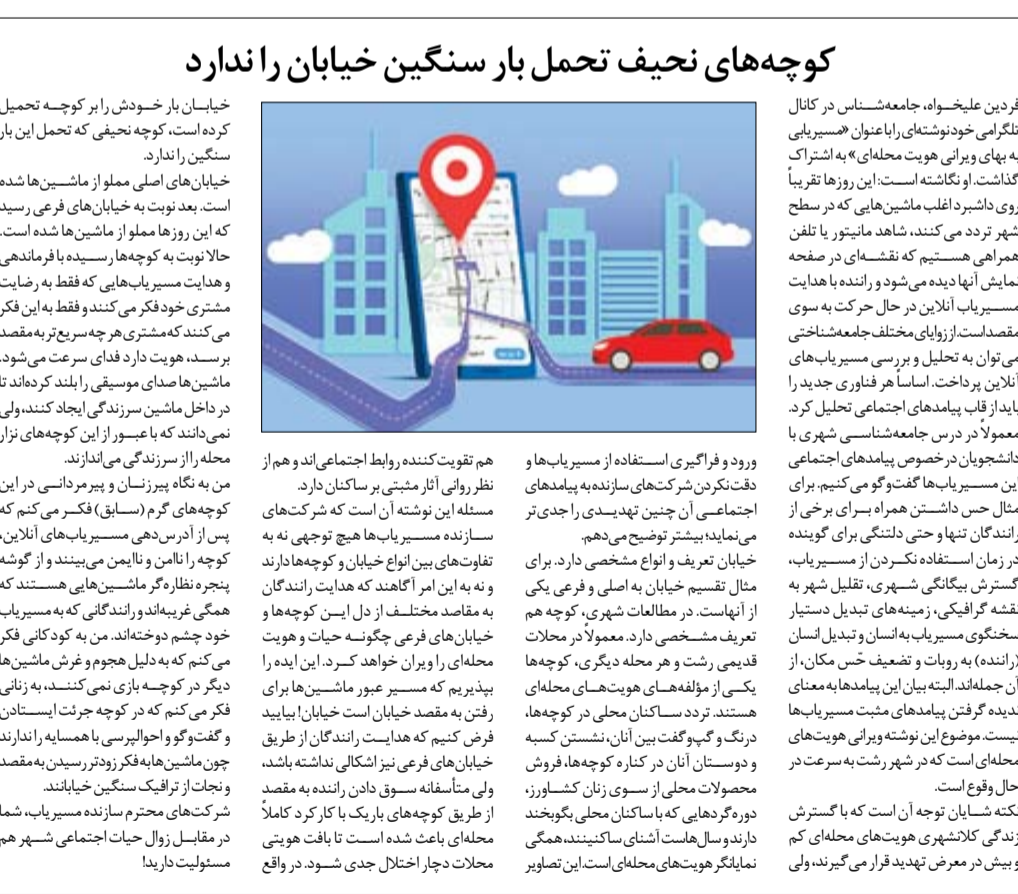 کوچه‌های نحیف تحمل بار سنگین خیابان را ندارد
فردین علیخواه، جامعه‌شناس در کانال
تلگرامی خود نوشته‌ای را با عنوان «مسیریابی
به بهای ویرانی هویت محله‌ای» به اشتراک
گذاشت. او نگاشته است: این روزها تقریباً
روی داشبرد اغلب ماشین‌هایی که در سطح
شهر تردد می‌کنند، شاهد مانیتور یا تلفن
همراهی هستیم که نقشه‌ای در صفحه
نمایش آنها دیده می‌شود و راننده با هدایت
مسیریاب آنلاین در حال حرکت به سوی
مقصد است. از زوایای مختلف جامعه‌شناختی
می‌توان به تحلیل و بررسی مسیریاب‌های
آنلاین پرداخت. اساساً هر فناوری جدید را
باید از قاب پیامدهای اجتماعی تحلیل کرد.
معمولاً در درس جامعه‌شناسی شهری با
دانشجویان درخصوص پیامدهای اجتماعی
این مسیریاب‌ها گفت‌وگو می‌کنیم. برای
مثال حس داشتن همراه برای برخی از
رانندگان تنها و حتی دلتنگی برای گوینده
در زمان استفاده نکردن از مسیریاب،
گسترش بیگانگی شهری، تقلیل شهر به
نقشه گرافیکی، زمینه‌های تبدیل دستیار
سخنگوی مسیریاب به انسان و تبدیل انسان
(راننده) به روبات و تضعیف حّس مکان، از
آن جمله‌اند. البته بیان این پیامدها به معنای
ندیده گرفتن پیامدهای مثبت مسیریاب‌ها
نیست. موضوع این نوشته ویرانی هویت‌های
محله‌ای است که در شهر رشت به سرعت در
حال وقوع است.
نکته شایان توجه آن است که با گسترش
زندگی کلانشهری هویت‌های محله‌ای کم
و بیش در معرض تهدید قرار می‌گیرند، ولی
ورود و فراگیری استفاده از مسیریاب‌ها و
دقت نکردن شرکت‌های سازنده به پیامدهای
اجتماعی آن چنین تهدیدی را جدی‌تر
می‌نماید؛ بیشتر توضیح می‌دهم.
خیابان تعریف و انواع مشخصی دارد. برای
مثال تقسیم خیابان به اصلی و فرعی یکی
از آنهاست. در مطالعات شهری، کوچه هم
تعریف مشخصی دارد. معمولاً در محلات
قدیمی رشت و هر محله دیگری، کوچه‌ها
یکی از مؤلفه‌های هویت‌های محله‌ای
هستند. تردد ساکنان محلی در کوچه‌ها،
درنگ و گپ‌وگفت بین آنان، نشستن کسبه
و دوستان آنان در کناره کوچه‌ها، فروش
محصولات محلی از سوی زنان کشاورز،
دوره‌گردهایی که با ساکنان محلی بگوبخند
دارند و سال‌هاست آشنای ساکنینند، همگی
نمایانگر هویت‌های محله‌ای است. این تصاویر
هم تقویت‌کننده روابط اجتماعی‌اند و هم از
نظر روانی آثار مثبتی بر ساکنان دارد.
مسئله این نوشته آن است که شرکت‌های
سازنده مسیریاب‌ها هیچ توجهی نه به
تفاوت‌های بین انواع خیابان و کوچه‌ها دارند
و نه به این امر آگاهند که هدایت رانندگان
به مقاصد مختلف از دل این کوچه‌ها و
خیابان‌های فرعی چگونه حیات و هویت
محله‌ای را ویران خواهد کرد. این ایده را
بپذیریم که مسیر عبور ماشین‌ها برای
رفتن به مقصد خیابان است خیابان! بیایید
فرض کنیم که هدایت رانندگان از طریق
خیابان‌های فرعی نیز اشکالی نداشته باشد،
ولی متأسفانه سوق دادن راننده به مقصد
از طریق کوچه‌های باریک با کارکرد کاملاً
محله‌ای باعث شده است تا بافت هویتی
محلات دچار اختلال جدی شود. در واقع
خیابان بار خودش را بر کوچه تحمیل
کرده است، کوچه نحیفی که تحمل این بار
سنگین را ندارد.
خیابان‌های اصلی مملو از ماشین‌ها شده
است. بعد نوبت به خیابان‌های فرعی رسید
که این روزها مملو از ماشین‌ها شده است.
حالا نوبت به کوچه‌ها رسیده با فرماندهی
و هدایت مسیریاب‌هایی که فقط به رضایت
مشتری خود فکر می‌کنند و فقط به این فکر
می‌کنند که مشتری هر چه سریع‌تر به مقصد
برسد، هویت دارد فدای سرعت می‌شود.
ماشین‌ها صدای موسیقی را بلند کرده‌اند تا
در داخل ماشین سرزندگی ایجاد کنند، ولی
نمی‌دانند که با عبور از این کوچه‌های نزار
محله را از سرزندگی می‌اندازند.
من به نگاه پیرزنان و پیرمردانی در این
کوچه‌های گرم (سابق) فکر می‌کنم که
پس از آدرس‌دهی مسیریاب‌های آنلاین،
کوچه را ناامن و ناایمن می‌بینند و از گوشه
پنجره نظاره‌گر ماشین‌هایی هستند که
همگی غریبه‌اند و رانندگانی که به مسیریاب
خود چشم دوخته‌اند. من به کودکانی فکر
می‌کنم که به دلیل هجوم و غرش ماشین‌ها
دیگر در کوچه بازی نمی‌کنند، به زنانی
فکر می‌کنم که در کوچه جرئت ایستادن
و گفت‌وگو و احوالپرسی با همسایه را ندارند
چون ماشین‌ها به فکر زودتر رسیدن به مقصد
و نجات از ترافیک سنگین خیابانند.
شرکت‌های محترم سازنده مسیریاب، شما
در مقابل زوال حیات اجتماعی شهر هم
مسئولیت دارید!